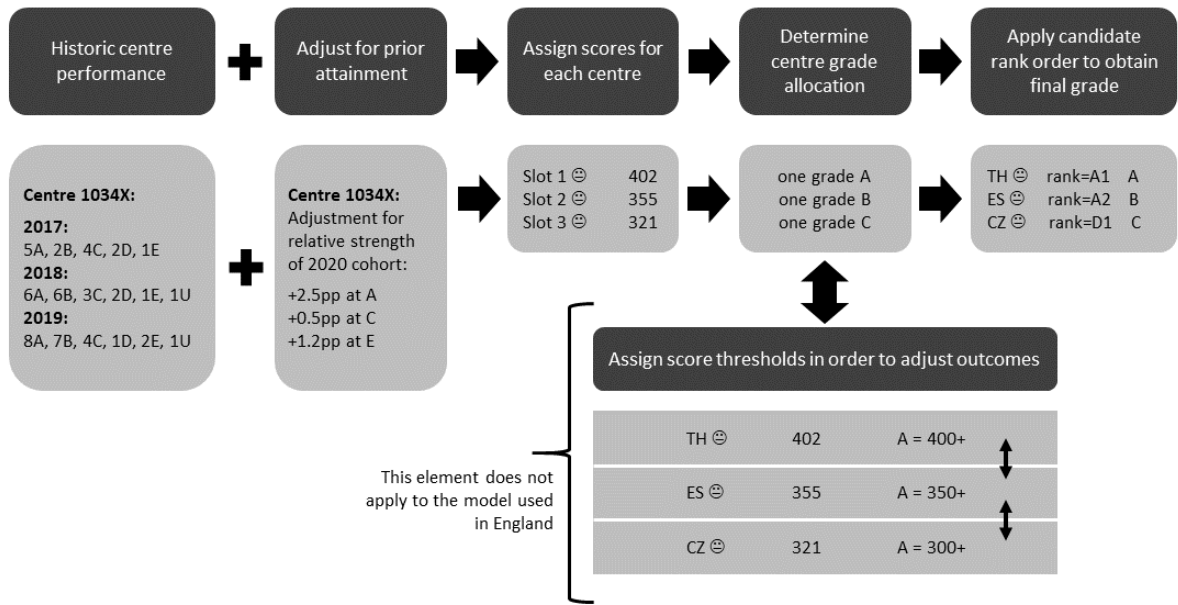 Historic centre
performance
Adjust for prior
attainment
Assign scores for
each centre
Determine
centre grade
allocation
Apply candidate
rank order to obtain
final grade
Centre 1034X:
2017:
5A, 2B, 4C, 2D, 1E
2018:
6A, 6B, 3C, 2D, 1E, 1U
2019:
8A, 7B, 4C, 1D, 2E, 1U
Centre 1034X:
Adjustment for
relative strength
of 2020 cohort:
+2.5pp at A
+0.5pp at C
+1.2pp at E
Slot 1 😐 402
Slot 2 😐 355
Slot 3 😐 321
one grade A
one grade B
one grade C
TH 😐 rank=A1 A
ES 😐 rank=A2 B
CZ 😐 rank=D1 C
Assign score thresholds in order to adjust outcomes
TH 😐 402 A = 400+
ES 😐 355 A = 350+
CZ 😐 321 A = 300+
This element does not
apply to the model used
in England